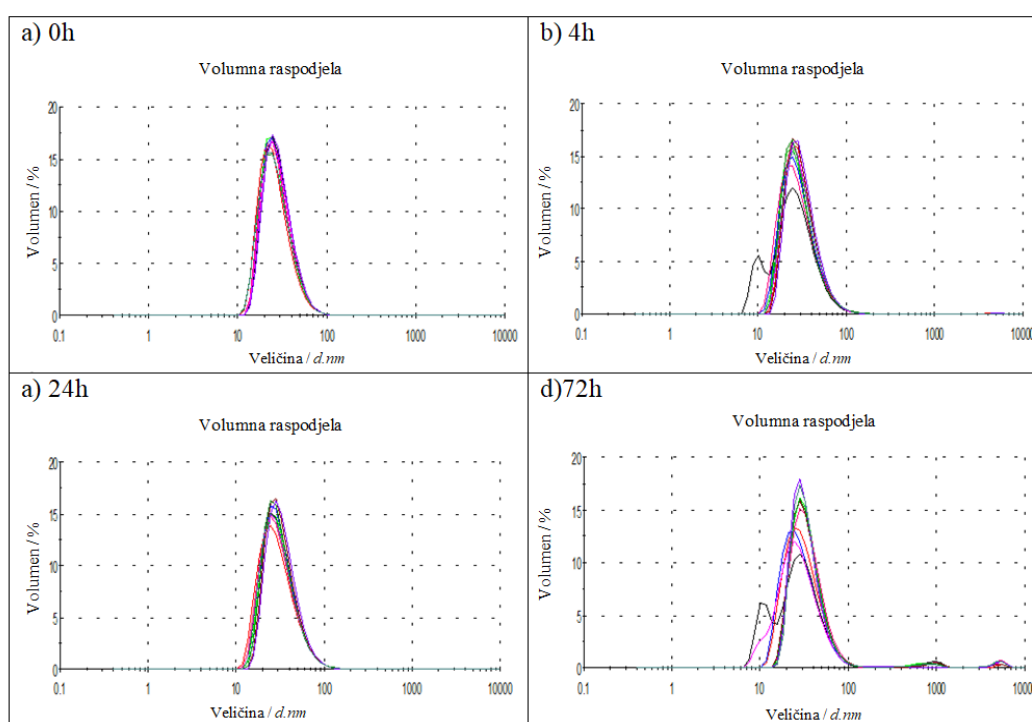 a) 0h
Volumna raspodjela
Volumen / %
20
15
10
5
0
0.1 1 10 100 1000 10000
Veličina / d.nm
b) 4h
Volumna raspodjela
Volumen / %
20
15
10
5
0
0.1 1 10 100 1000 10000
Veličina / d.nm
a) 24h
Volumna raspodjela
Volumen / %
20
15
10
5
0
0.1 1 10 100 1000 10000
Veličina / d.nm
d)72h
Volumna raspodjela
Volumen / %
20
15
10
5
0
0.1 1 10 100 1000 1000
Veličina / d.nm